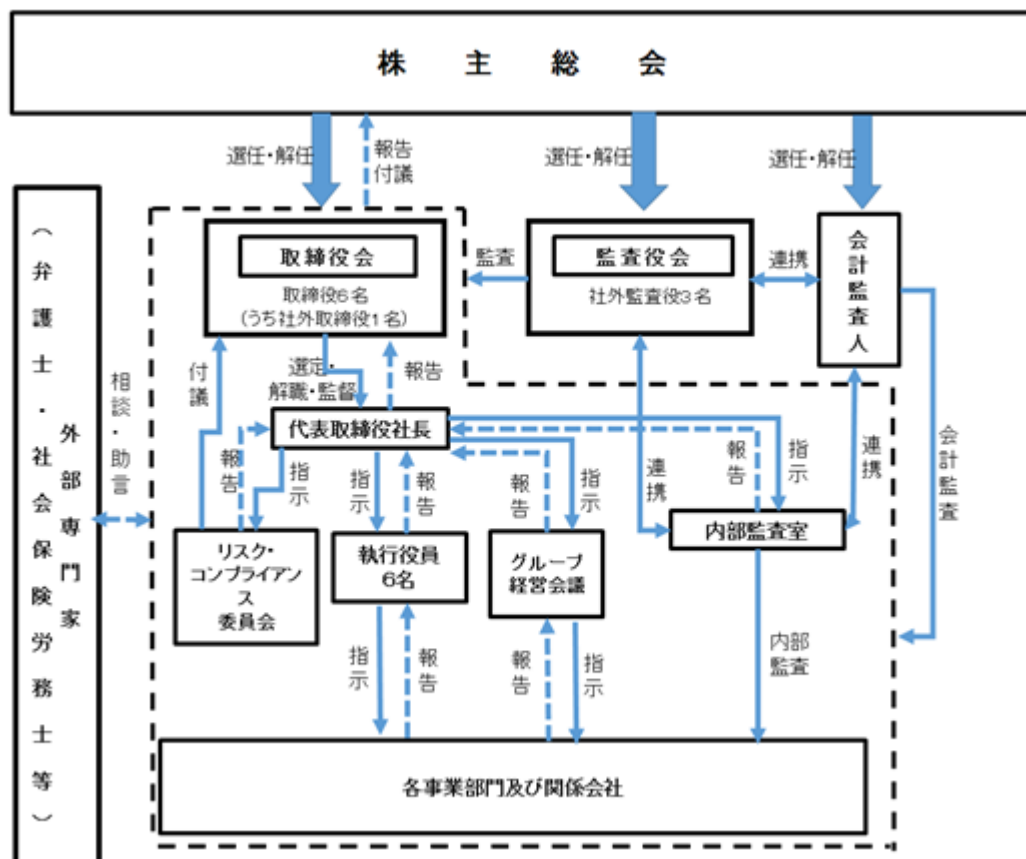 株主総会
選任・解任
報告
付議
選任・解任
選任・解任
取締役会
取締役6名
(うち社外取締役1名)
監査
監査役会
社外監査役3名
連携
会計監査人
外部専門家
(弁護士・社会保険労務士等)
相談・助言
付議
選定・
解職・監督
報告
代表取締役社長
報告
指示
指示
報告
報告
指示
連携
報告
指示
連携
会計監査
リスク・
コンプライアン
ス
委員会
執行役員
6名
グループ
経営会議
内部監査室
指示
報告
報告
指示
内部
監査
各事業部門及び関係会社